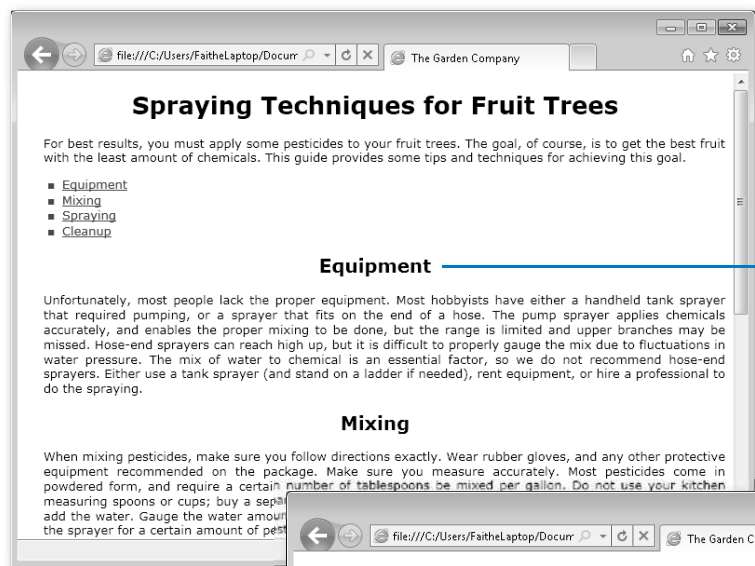 file:///C:/Users/FaitheLaptop/Docum
The Garden Company
Spraying Techniques for Fruit Trees
For best results, you must apply some pesticides to your fruit trees. The goal, of course, is to get the best fruit
with the least amount of chemicals. This guide provides some tips and techniques for achieving this goal.
Equipment
Mixing
Spraying
Cleanup
Equipment
Unfortunately, most people lack the proper equipment. Most hobbyists have either a handheld tank sprayer
that required pumping, or a sprayer that fits on the end of a hose. The pump sprayer applies chemicals
accurately, and enables the proper mixing to be done, but the range is limited and upper branches may be
missed. Hose-end sprayers can reach high up, but it is difficult to properly gauge the mix due to fluctuations in
water pressure. The mix of water to chemical is an essential factor, so we do not recommend hose-end
sprayers. Either use a tank sprayer (and stand on a ladder if needed), rent equipment, or hire a professional to
do the spraying.
Mixing
When mixing pesticides, make sure you follow directions exactly. Wear rubber gloves, and any other protective
equipment recommended on the package. Make sure you measure accurately. Most pesticides come in
powdered form, and require a certain number of tablespoons be mixed per gallon. Do not use your kitchen
measuring spoons or cups; buy a
add the water. Gauge the water
the sprayer for a certain amount of
file:///C:/Users/FaitheLaptop/Docum
The Garden C